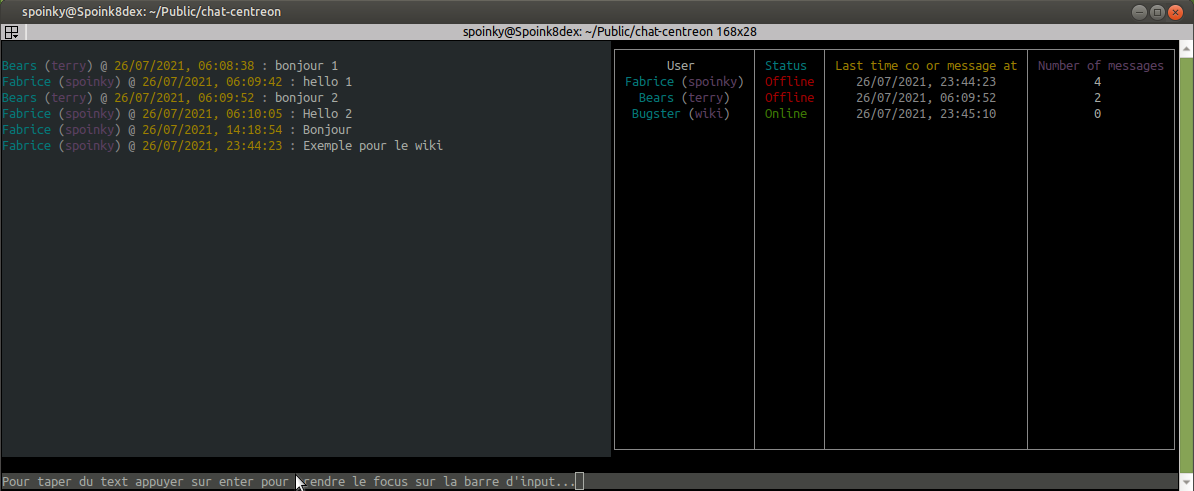 spoinky@Spoink8dex: ~/Public/chat-centreon
spoinky@Spoink8dex: ~/Public/chat-centreon 168x28
Bears (terry) @ 26/07/2021, 06:08:38 : bonjour 1
Fabrice (spoinky) @ 26/07/2021, 06:09:42 : hello 1
Bears (terry) @ 26/07/2021, 06:09:52 : bonjour 2
Fabrice (spoinky) @ 26/07/2021, 06:10:05 : Hello 2
Fabrice (spoinky) @ 26/07/2021, 14:18:54 : Bonjour
Fabrice (spoinky) @ 26/07/2021, 23:44:23 : Exemple pour le wiki
User Status Last time co or message at Number of messages
Fabrice (spoinky) Offline 26/07/2021, 23:44:23 4
Bears (terry) Offline 26/07/2021, 06:09:52 2
Bugster (wiki) Online 26/07/2021, 23:45:10 0
Pour taper du text appuyer sur enter pour prendre le focus sur la barre d'input...